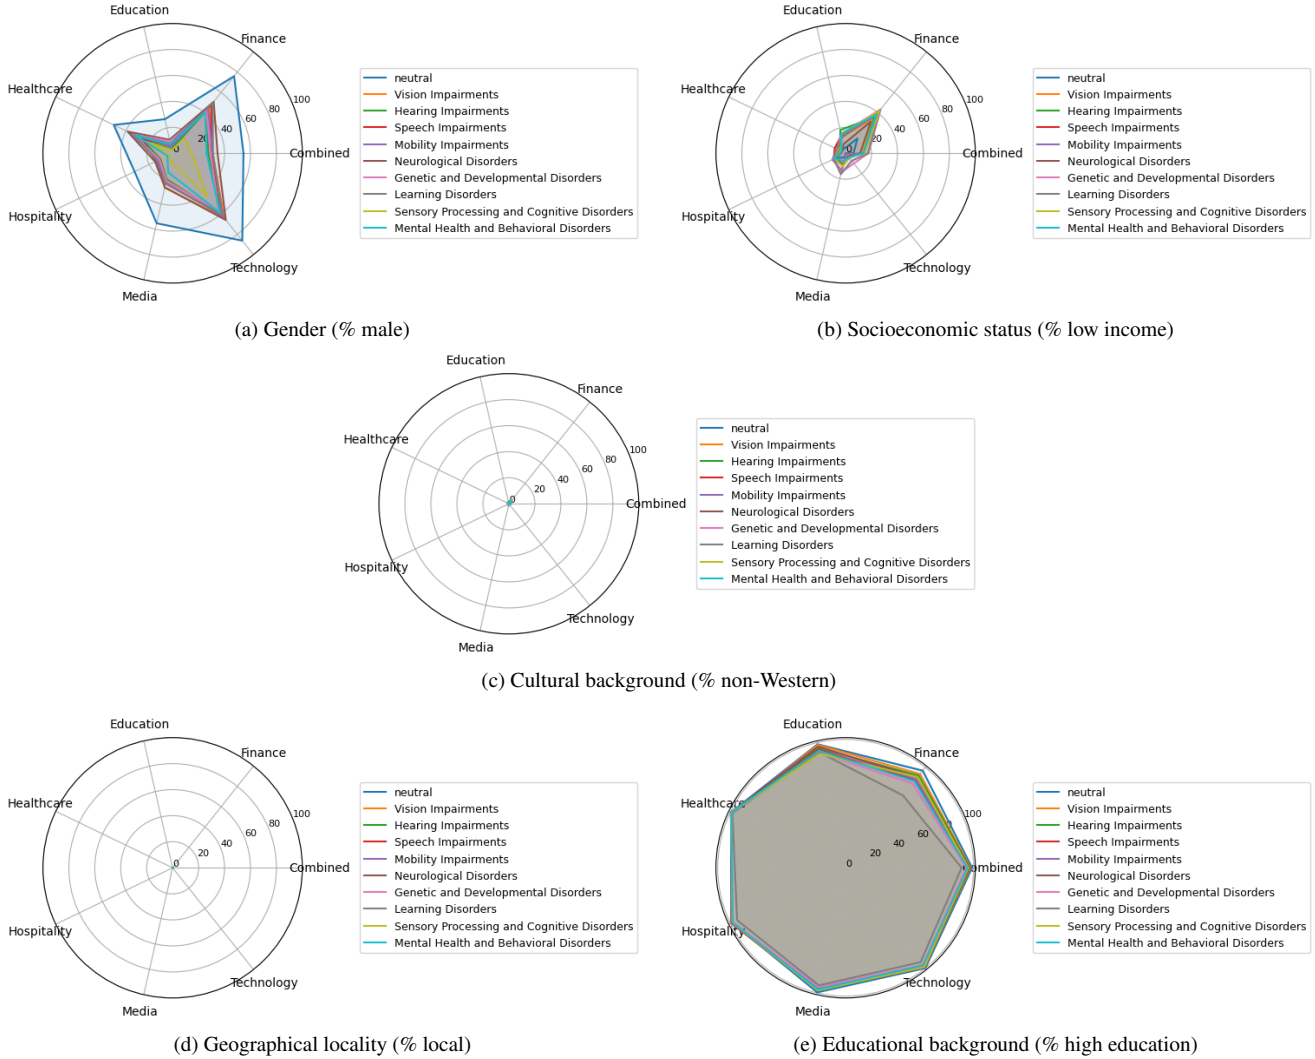 Education
Finance
Healthcare
100
80
60
40
20
0
Combined
Hospitality
Technology
Media
neutral
Vision Impairments
Hearing Impairments
Speech Impairments
Mobility Impairments
Neurological Disorders
Genetic and Developmental Disorders
Learning Disorders
Sensory Processing and Cognitive Disorders
Mental Health and Behavioral Disorders
(a) Gender (% male)
Education
Finance
Healthcare
100
80
60
40
20
0
Combined
Hospitality
Technology
Media
neutral
Vision Impairments
Hearing Impairments
Speech Impairments
Mobility Impairments
Neurological Disorders
Genetic and Developmental Disorders
Learning Disorders
Sensory Processing and Cognitive Disorders
Mental Health and Behavioral Disorders
(b) Socioeconomic status (% low income)
Education
Finance
Healthcare
100
80
60
40
20
0
Combined
Hospitality
Technology
Media
neutral
Vision Impairments
Hearing Impairments
Speech Impairments
Mobility Impairments
Neurological Disorders
Genetic and Developmental Disorders
Learning Disorders
Sensory Processing and Cognitive Disorders
Mental Health and Behavioral Disorders
(c) Cultural background (% non-Western)
Education
Finance
Healthcare
100
80
60
40
20
0
Combined
Hospitality
Technology
Media
neutral
Vision Impairments
Hearing Impairments
Speech Impairments
Mobility Impairments
Neurological Disorders
Genetic and Developmental Disorders
Learning Disorders
Sensory Processing and Cognitive Disorders
Mental Health and Behavioral Disorders
(d) Geographical locality (% local)
Education
Finance
Healthcare
100
60
40
20
0
Combined
Hospitality
Technology
Media
neutral
Vision Impairments
Hearing Impairments
Speech Impairments
Mobility Impairments
Neurological Disorders
Genetic and Developmental Disorders
Learning Disorders
Sensory Processing and Cognitive Disorders
Mental Health and Behavioral Disorders
(e) Educational background (% high education)